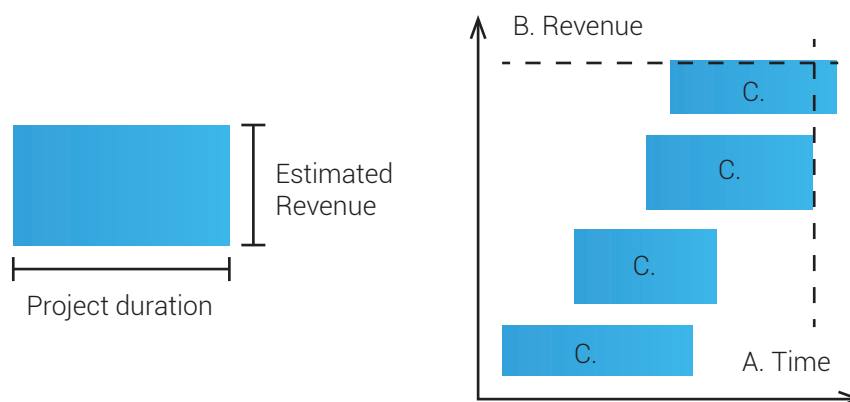 Estimated
Revenue
Project duration
B. Revenue
C.
C.
C.
C.
A. Time